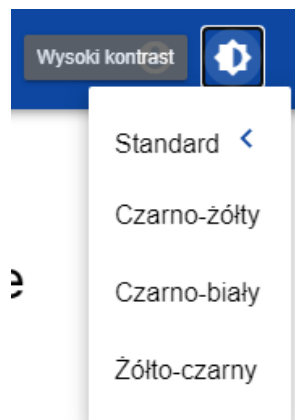 Wysoki kontrast
Standard
Czarno-żółty
e
Czarno-biały
Żółto-czarny